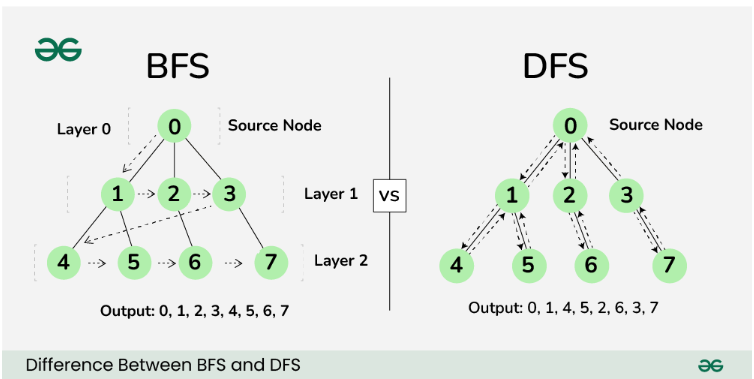 BFS
Layer 0
0
Source Node
1
2
3
Layer 1
4
5
6
7
Layer 2
Output: 0, 1, 2, 3, 4, 5, 6, 7
VS
DFS
0
Source Node
1
2
3
4
5
6
7
Output: 0, 1, 4, 5, 2, 6, 3, 7
Difference Between BFS and DFS